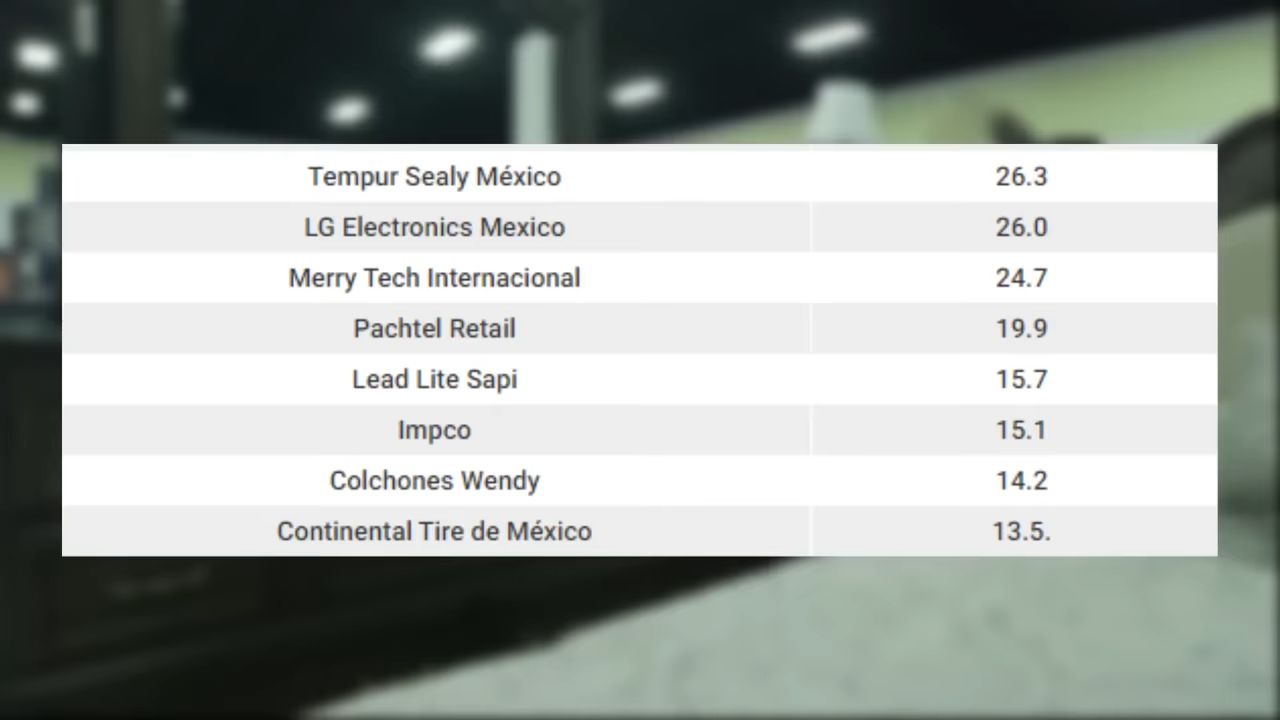 Tempur Sealy México 26.3
LG Electronics Mexico 26.0
Merry Tech Internacional 24.7
Pachtel Retail 19.9
Lead Lite Sapi 15.7
Impco 15.1
Colchones Wendy 14.2
Continental Tire de México 13.5.